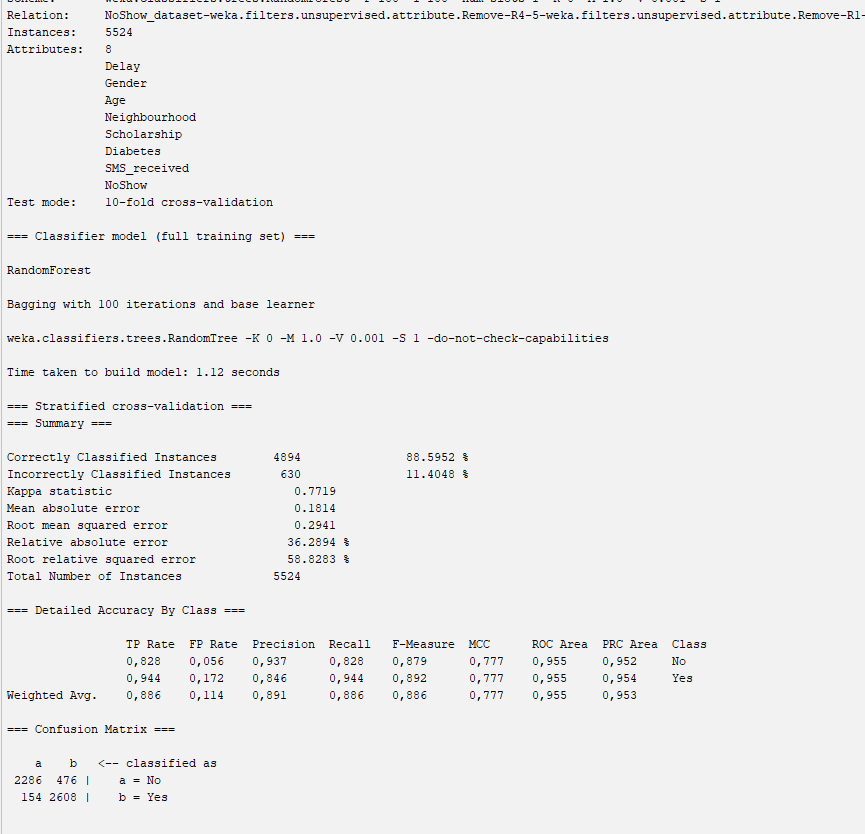 Relation:     NoShow_dataset-weka.filters.unsupervised.attribute.Remove-R4-5-weka.filters.unsupervised.attribute.Remove-R1-
Instances:    5524
Attributes:   8
              Delay
              Gender
              Age
              Neighbourhood
              Scholarship
              Diabetes
              SMS_received
              NoShow
Test mode:    10-fold cross-validation
=== Classifier model (full training set) ===
RandomForest
Bagging with 100 iterations and base learner
weka.classifiers.trees.RandomTree -K 0 -M 1.0 -V 0.001 -S 1 -do-not-check-capabilities
Time taken to build model: 1.12 seconds
=== Stratified cross-validation ===
=== Summary ===
Correctly Classified Instances        4894               88.5952 %
Incorrectly Classified Instances       630               11.4048 %
Kappa statistic                          0.7719
Mean absolute error                      0.1814
Root mean squared error                  0.2941
Relative absolute error                 36.2894 %
Root relative squared error             58.8283 %
Total Number of Instances             5524
=== Detailed Accuracy By Class ===
                 TP Rate  FP Rate  Precision  Recall   F-Measure  MCC      ROC Area  PRC Area  Class
                 0,828    0,056    0,937      0,828    0,879      0,777    0,955     0,952     No
                 0,944    0,172    0,846      0,944    0,892      0,777    0,955     0,954     Yes
Weighted Avg.    0,886    0,114    0,891      0,886    0,886      0,777    0,955     0,953
=== Confusion Matrix ===
    a    b   <-- classified as
 2286  476 |    a = No
  154 2608 |    b = Yes